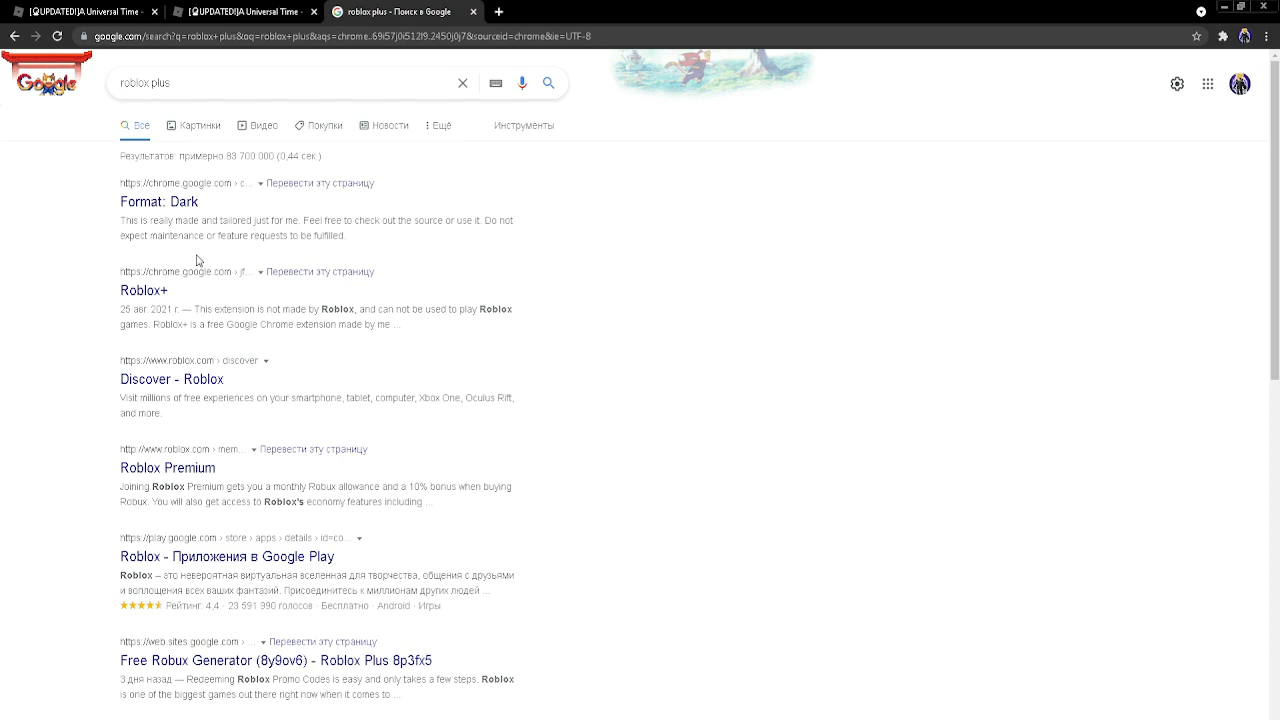 [🎧UPDATED!]A Universal Time -
[🎧UPDATED!]A Universal Time -
roblox plus - Поиск в Google
google.com/search?q=roblox+plus&oq=roblox+plus&aqs=chrome..69i57j0i512l9.2450j0j7&sourceid=chrome&ie=UTF-8
Google
roblox plus
Все
Картинки
Видео
Покупки
Новости
Ещё
Инструменты
Результатов: примерно 83 700 000 (0,44 сек.)
https://chrome.google.com › c... Перевести эту страницу
Format: Dark
This is really made and tailored just for me. Feel free to check out the source or use it. Do not
expect maintenance or feature requests to be fulfilled.
https://chrome.google.com › jf... Перевести эту страницу
Roblox+
25 авг. 2021 г. — This extension is not made by Roblox, and can not be used to play Roblox
games. Roblox+ is a free Google Chrome extension made by me ...
https://www.roblox.com › discover
Discover - Roblox
Visit millions of free experiences on your smartphone, tablet, computer, Xbox One, Oculus Rift,
and more.
http://www.roblox.com › mem... Перевести эту страницу
Roblox Premium
Joining Roblox Premium gets you a monthly Robux allowance and a 10% bonus when buying
Robux. You will also get access to Roblox's economy features including ...
https://play.google.com › store › apps › details › id=co...
Roblox - Приложения в Google Play
Roblox – это невероятная виртуальная вселенная для творчества, общения с друзьями
и воплощения всех ваших фантазий. Присоединитесь к миллионам других людей ...
Рейтинг: 4,4 · 23 591 990 голосов · Бесплатно · Android · Игры
https://web.sites.google.com › ... Перевести эту страницу
Free Robux Generator (8y9ov6) - Roblox Plus 8p3fx5
3 дня назад — Redeeming Roblox Promo Codes is easy and only takes a few steps. Roblox
is one of the biggest games out there right now when it comes to ...